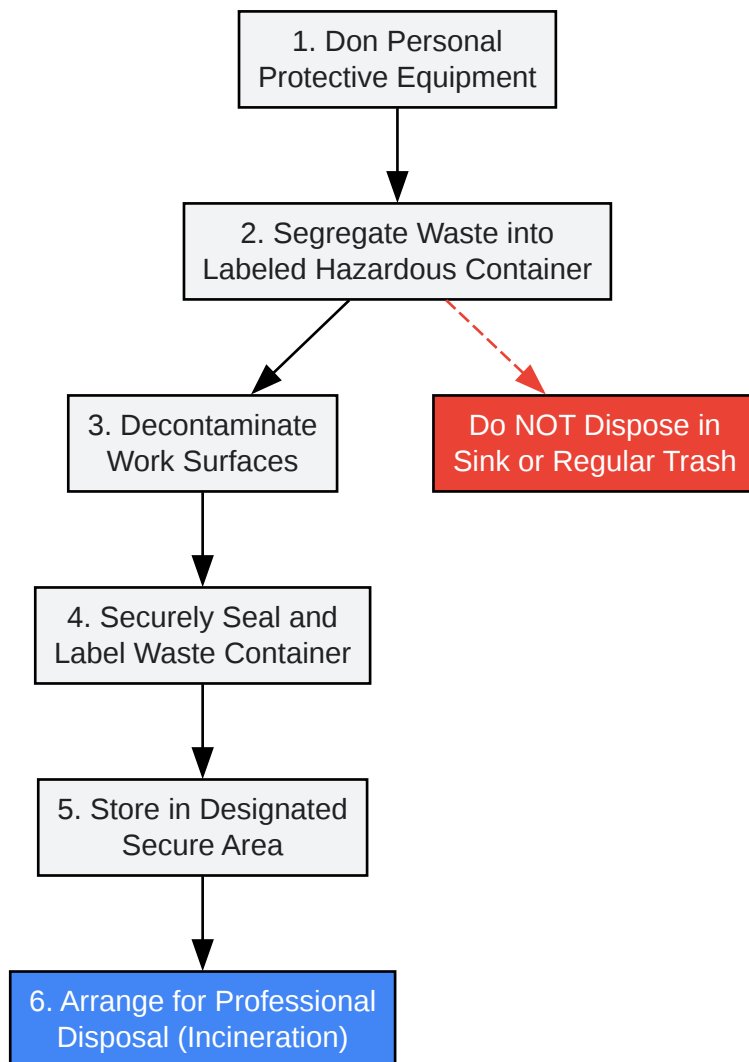 1. Don Personal
Protective Equipment
2. Segregate Waste into
Labeled Hazardous Container
3. Decontaminate
Work Surfaces
Do NOT Dispose in
Sink or Regular Trash
4. Securely Seal and
Label Waste Container
5. Store in Designated
Secure Area
6. Arrange for Professional
Disposal (Incineration)